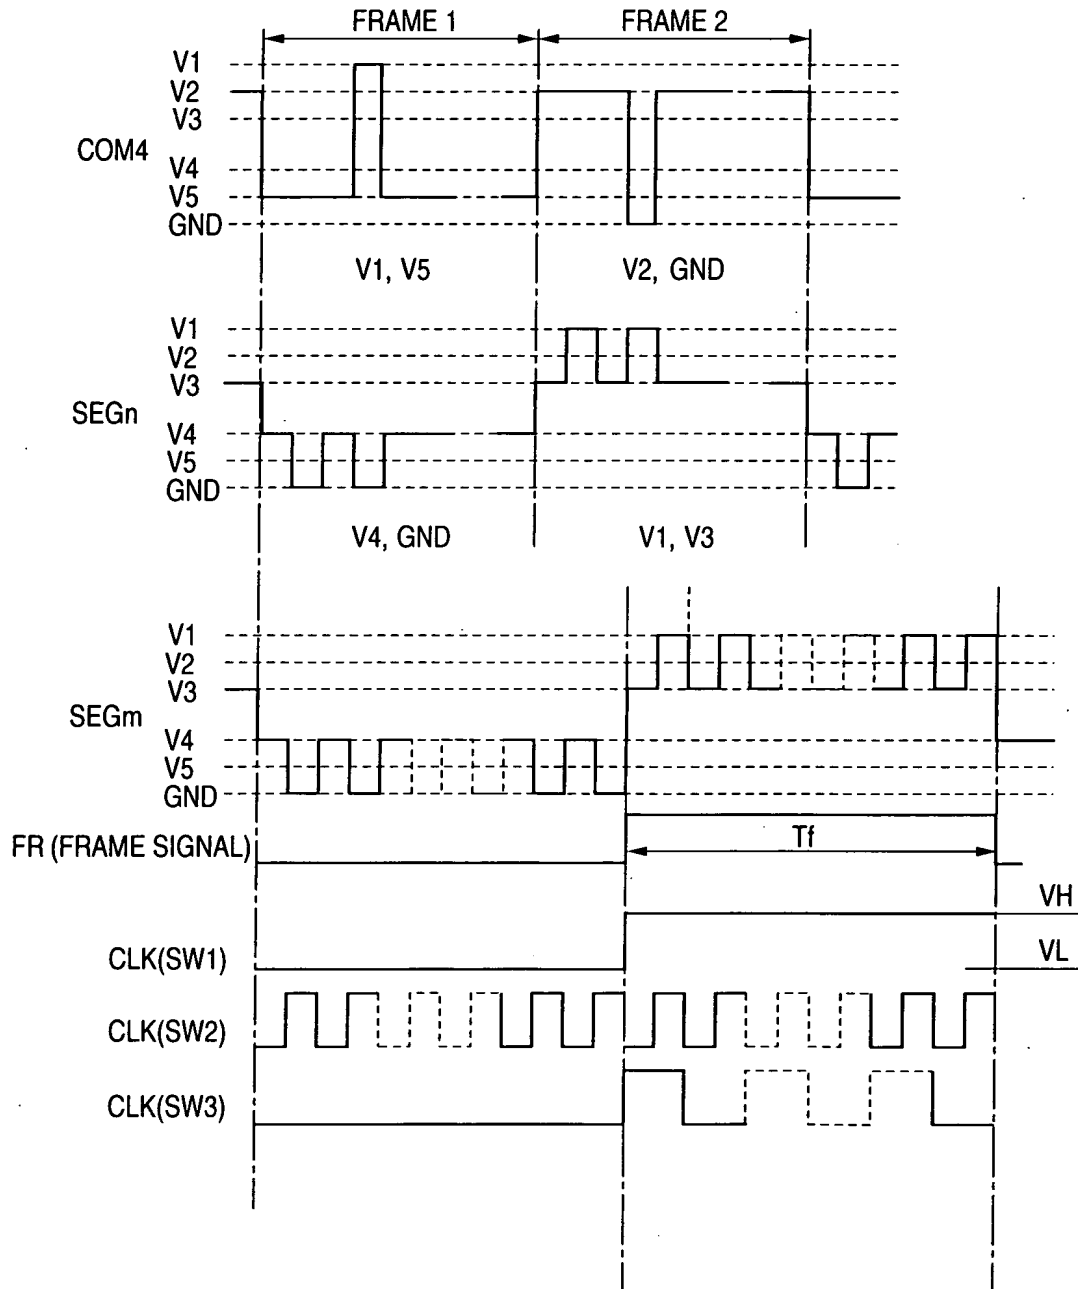 FRAME 1
FRAME 2
V1
V2
V3
COM4
V4
V5
GND
V1, V5
V2, GND
V1
V2
V3
SEGn
V4
V5
GND
V4, GND
V1, V3
V1
V2
V3
SEGm
V4
V5
GND
FR (FRAME SIGNAL)
Tf
VH
CLK(SW1)
VL
CLK(SW2)
CLK(SW3)